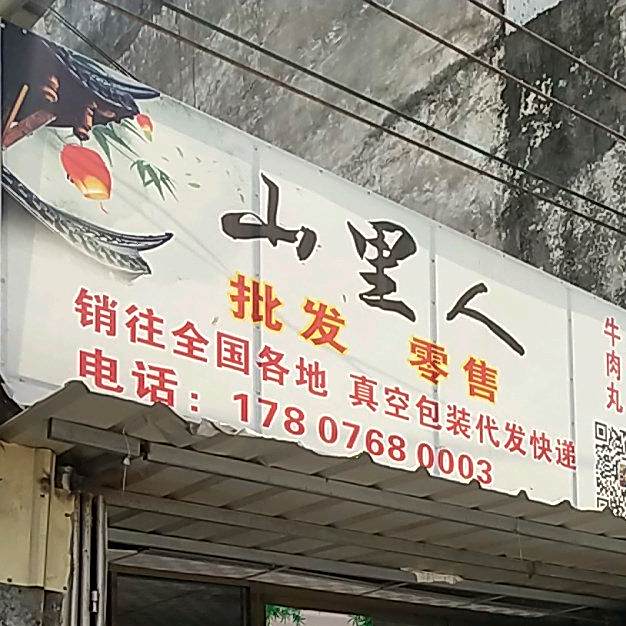 山里人
批发 零售
销往全国各地 真空包装代发快递
电话：178 0768 0003
牛肉丸